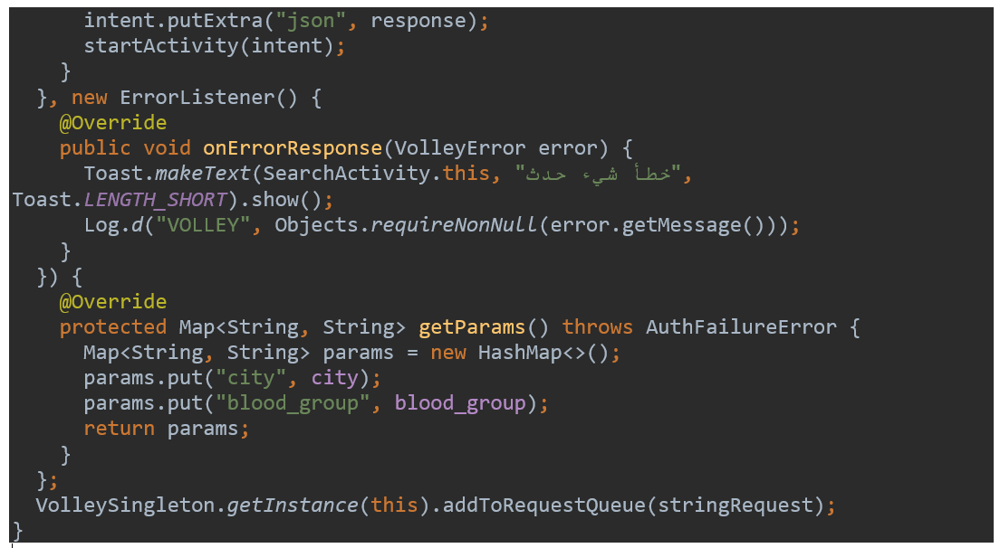 intent.putExtra("json", response);
startActivity(intent);
}
}, new ErrorListener() {
@Override
public void onErrorResponse(VolleyError error) {
Toast.makeText(SearchActivity.this, "خطأ شيء حدث",
Toast.LENGTH_SHORT).show();
Log.d("VOLLEY", Objects.requireNonNull(error.getMessage()));
}
}) {
@Override
protected Map<String, String> getParams() throws AuthFailureError {
Map<String, String> params = new HashMap<>();
params.put("city", city);
params.put("blood_group", blood_group);
return params;
}
};
VolleySingleton.getInstance(this).addToRequestQueue(stringRequest);
}